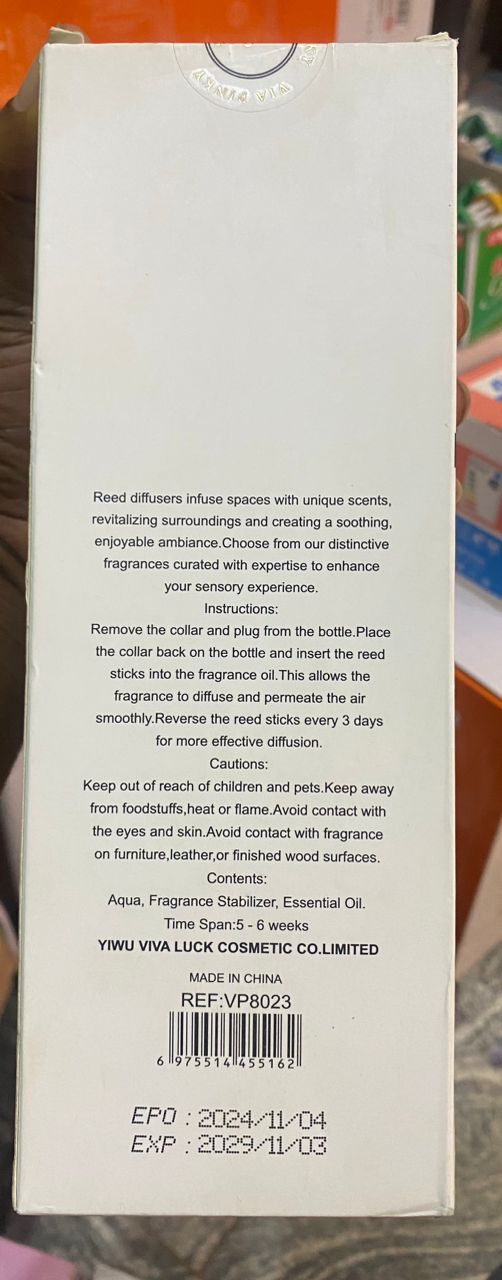 VIA PINKY
Reed diffusers infuse spaces with unique scents,
revitalizing surroundings and creating a soothing,
enjoyable ambiance.Choose from our distinctive
fragrances curated with expertise to enhance
your sensory experience.
Instructions:
Remove the collar and plug from the bottle.Place
the collar back on the bottle and insert the reed
sticks into the fragrance oil.This allows the
fragrance to diffuse and permeate the air
smoothly.Reverse the reed sticks every 3 days
for more effective diffusion.
Cautions:
Keep out of reach of children and pets.Keep away
from foodstuffs,heat or flame.Avoid contact with
the eyes and skin.Avoid contact with fragrance
on furniture,leather,or finished wood surfaces.
Contents:
Aqua, Fragrance Stabilizer, Essential Oil.
Time Span:5 - 6 weeks
YIWU VIVA LUCK COSMETIC CO.LIMITED
MADE IN CHINA
REF:VP8023
6 975514 455162
EPO : 2024/11/04
EXP : 2029/11/03